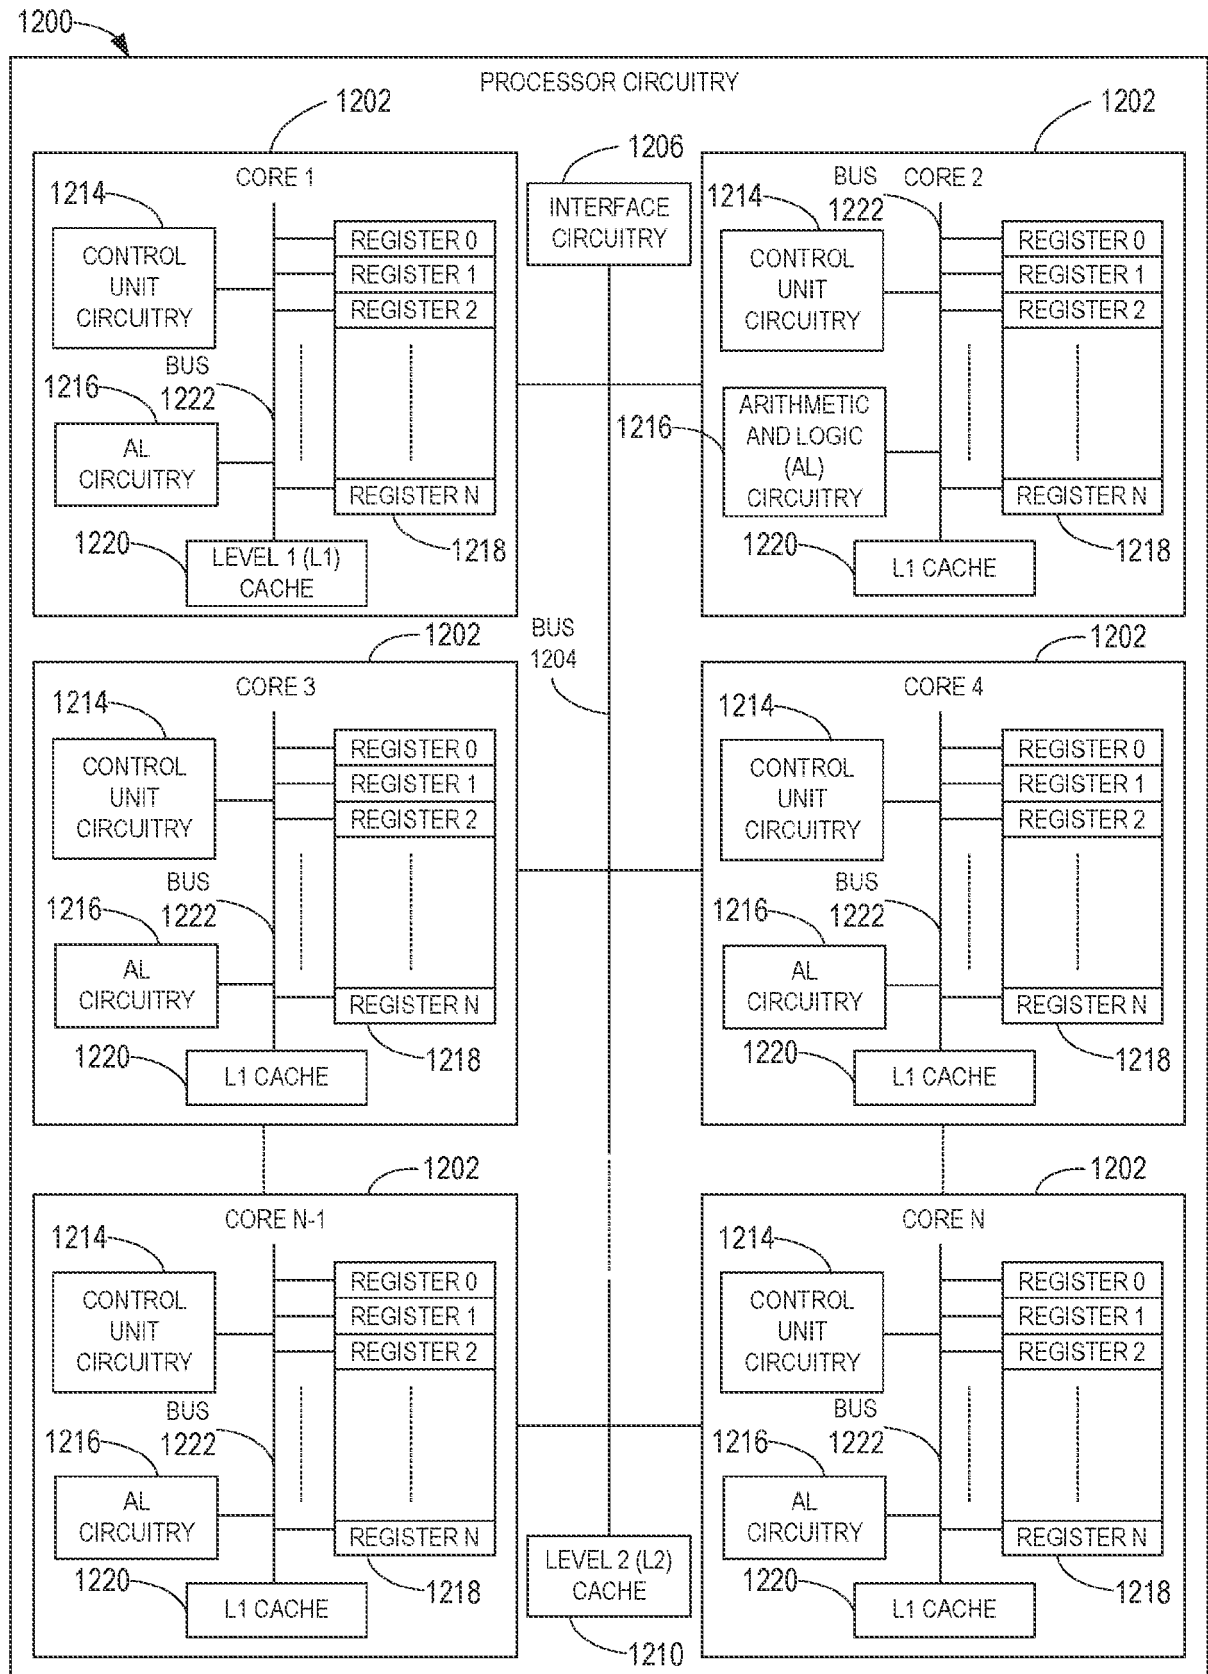 1200
PROCESSOR CIRCUITRY
1202
CORE 1
1214
CONTROL
UNIT
CIRCUITRY
REGISTER 0
REGISTER 1
REGISTER 2
BUS
1222
1216
AL
CIRCUITRY
REGISTER N
1218
1220
LEVEL 1 (L1)
CACHE
1206
INTERFACE
CIRCUITRY
1202
BUS
1222
CORE 2
1214
CONTROL
UNIT
CIRCUITRY
REGISTER 0
REGISTER 1
REGISTER 2
1216
ARITHMETIC
AND LOGIC
(AL)
CIRCUITRY
REGISTER N
1218
1220
L1 CACHE
BUS
1204
1202
CORE 3
1214
CONTROL
UNIT
CIRCUITRY
REGISTER 0
REGISTER 1
REGISTER 2
BUS
1222
1216
AL
CIRCUITRY
REGISTER N
1218
1220
L1 CACHE
1202
CORE 4
1214
CONTROL
UNIT
CIRCUITRY
REGISTER 0
REGISTER 1
REGISTER 2
BUS
1222
1216
AL
CIRCUITRY
REGISTER N
1218
1220
L1 CACHE
1202
CORE N-1
1214
CONTROL
UNIT
CIRCUITRY
REGISTER 0
REGISTER 1
REGISTER 2
BUS
1222
1216
AL
CIRCUITRY
REGISTER N
1218
1220
L1 CACHE
LEVEL 2 (L2)
CACHE
1210
1202
CORE N
1214
CONTROL
UNIT
CIRCUITRY
REGISTER 0
REGISTER 1
REGISTER 2
BUS
1222
1216
AL
CIRCUITRY
REGISTER N
1218
1220
L1 CACHE